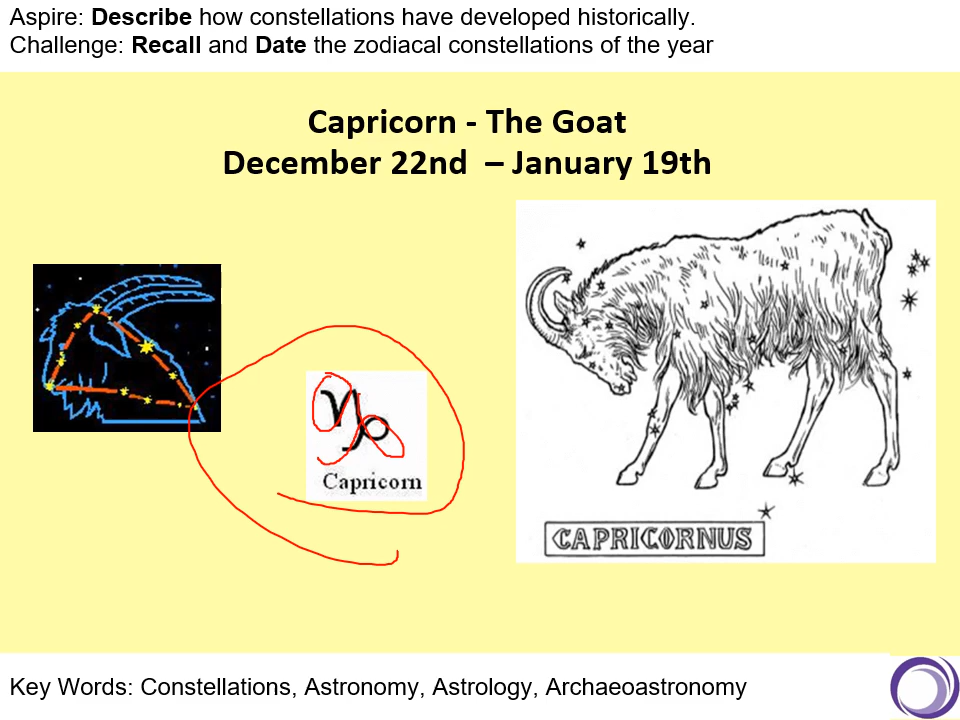 Aspire: Describe how constellations have developed historically.
Challenge: Recall and Date the zodiacal constellations of the year
Capricorn - The Goat
December 22nd – January 19th
Capricorn
CAPRICORNUS
Key Words: Constellations, Astronomy, Astrology, Archaeoastronomy